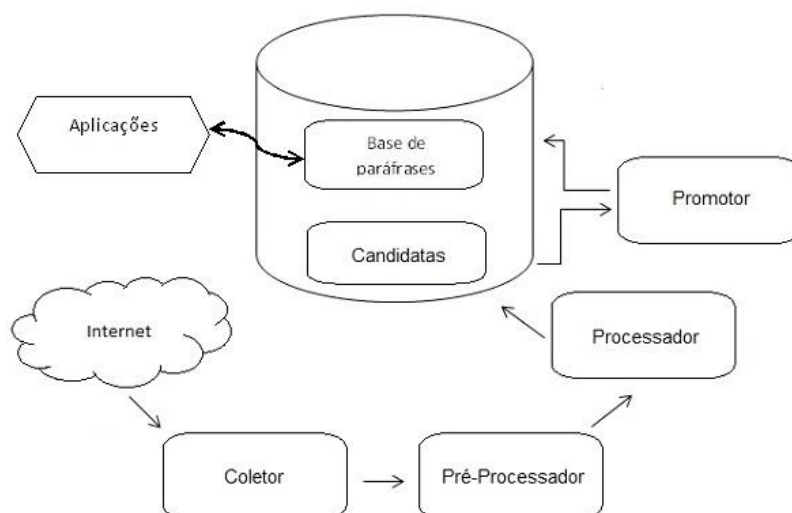 Aplicações
Base de
paráfrases
Promotor
Candidatas
Internet
Processador
Coletor
Pré-Processador